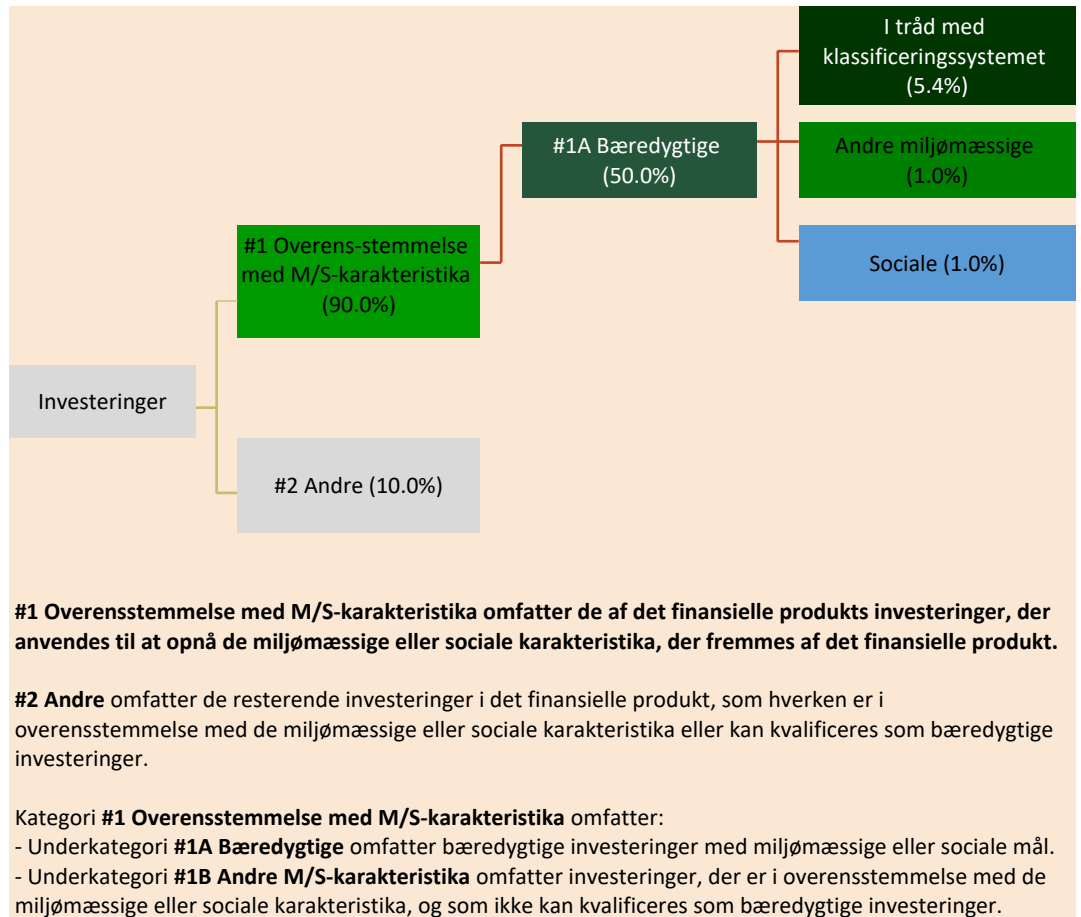 I tråd med
klassificeringssystemet
(5.4%)
#1A Bæredygtige
(50.0%)
Andre miljømæssige
(1.0%)
#1 Overens-stemmelse
med M/S-karakteristika
(90.0%)
Sociale (1.0%)
Investeringer
#2 Andre (10.0%)
#1 Overensstemmelse med M/S-karakteristika omfatter de af det finansielle produkts investeringer, der
anvendes til at opnå de miljømæssige eller sociale karakteristika, der fremmes af det finansielle produkt.
#2 Andre omfatter de resterende investeringer i det finansielle produkt, som hverken er i
overensstemmelse med de miljømæssige eller sociale karakteristika eller kan kvalificeres som bæredygtige
investeringer.
Kategori #1 Overensstemmelse med M/S-karakteristika omfatter:
- Underkategori #1A Bæredygtige omfatter bæredygtige investeringer med miljømæssige eller sociale mål.
- Underkategori #1B Andre M/S-karakteristika omfatter investeringer, der er i overensstemmelse med de
miljømæssige eller sociale karakteristika, og som ikke kan kvalificeres som bæredygtige investeringer.